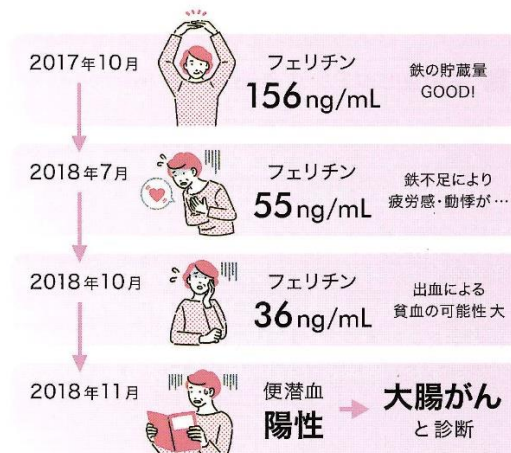 2017年10月
フェリチン
156ng/mL
鉄の貯蔵量
GOOD!
2018年7月
フェリチン
55ng/mL
鉄不足により
疲労感・動悸が…
2018年10月
フェリチン
36ng/mL
出血による
貧血の可能性大
2018年11月
便潜血
陽性
大腸がん
と診断